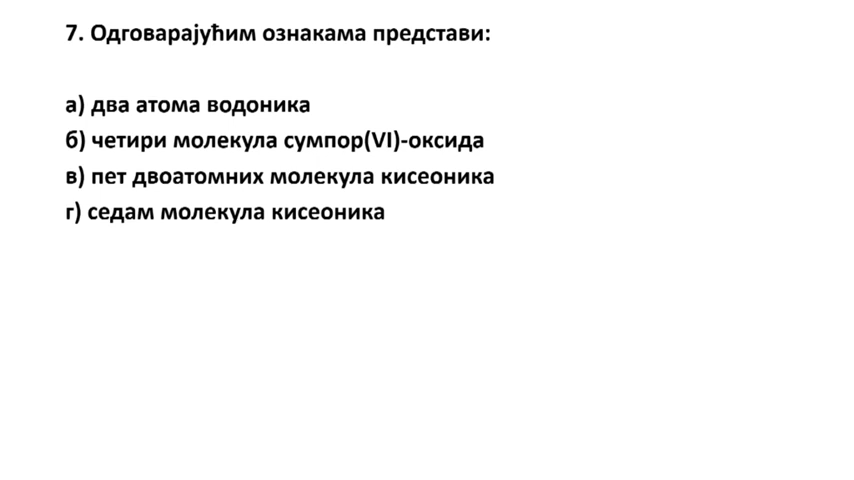 7. Одговарајућим ознакама представи:
а) два атома водоника
б) четири молекула сумпор(VI)-оксида
в) пет двоатомних молекула кисеоника
г) седам молекула кисеоника